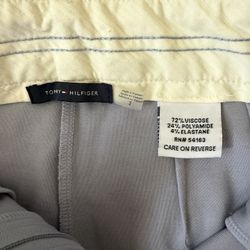 TOMMY HILFIGER
72%VISCOSE
24% POLYAMIDE
4% ELASTANE
RN# 54163
CARE ON REVERSE